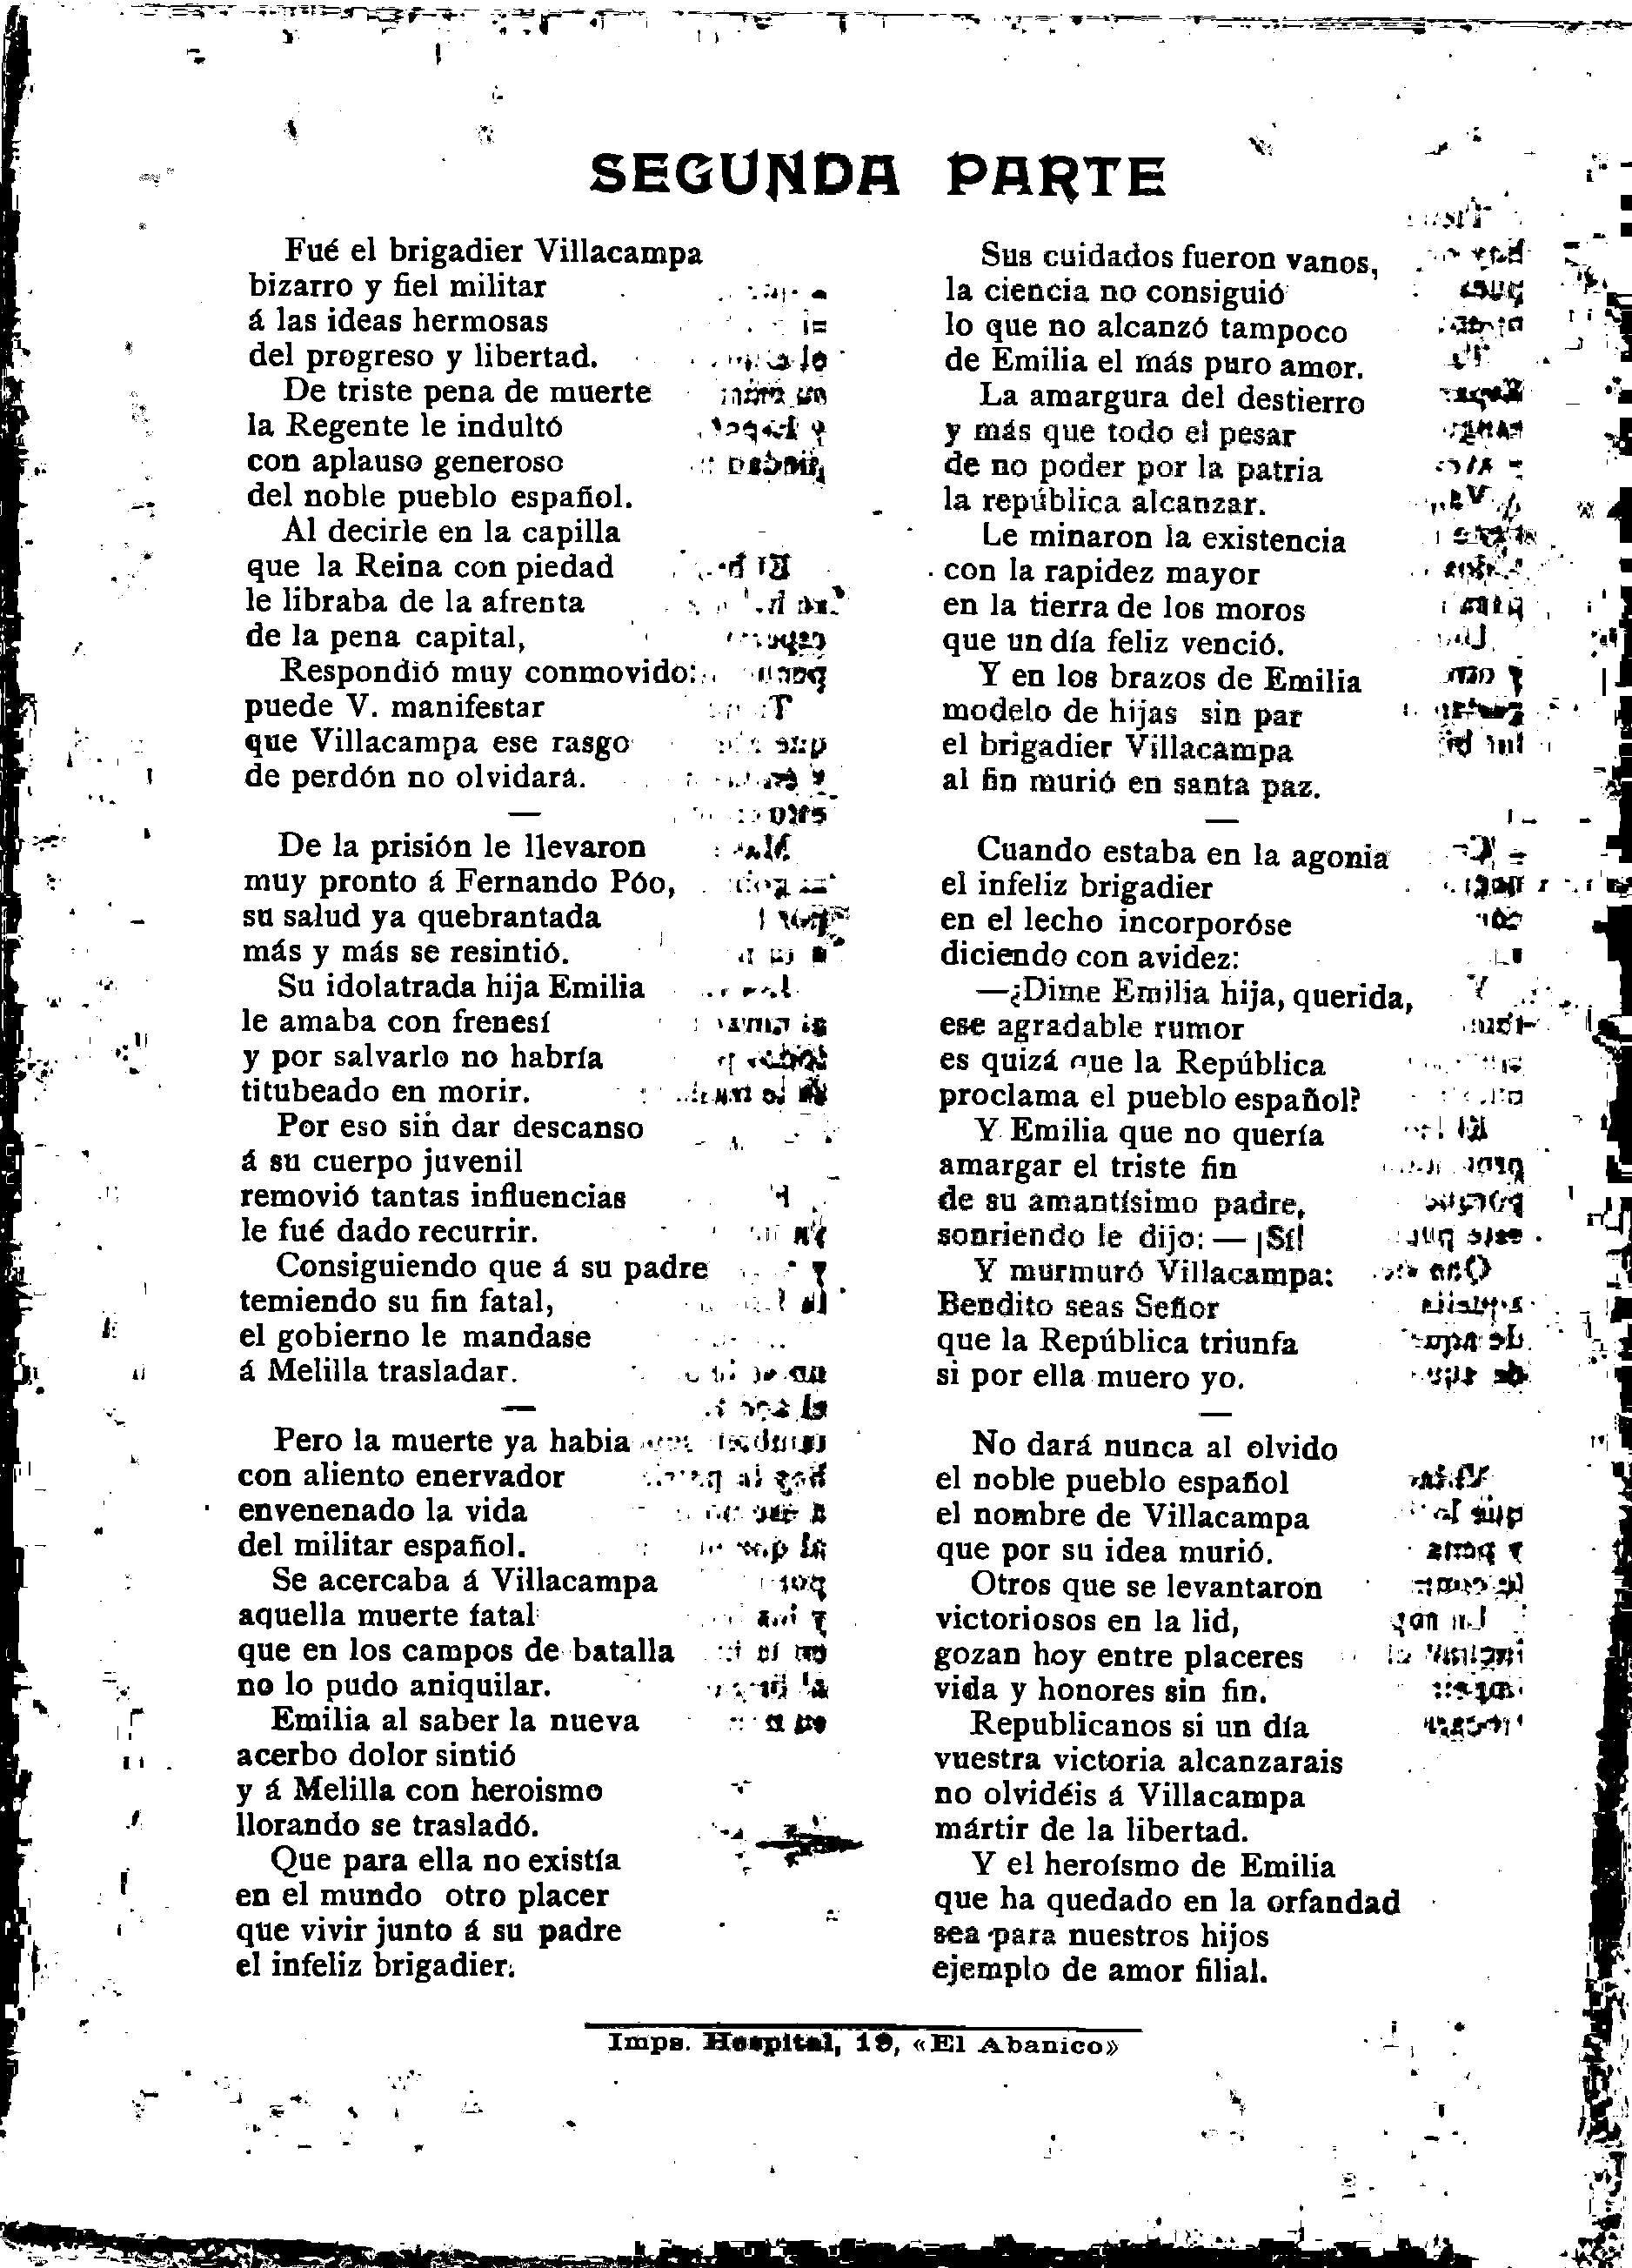 SEGUNDA PARTE
Fué el brigadier Villacampa
bizarro y fiel militar
á las ideas hermosas
del progreso y libertad.
De triste pena de muerte
la Regente le indultó
con aplauso generoso
del noble pueblo español.
Al decirle en la capilla
que la Reina con piedad
le libraba de la afrenta
de la pena capital,
Respondió muy conmovido:
puede V. manifestar
que Villacampa ese rasgo
de perdón no olvidará.
—
De la prisión le llevaron
muy pronto á Fernando Póo,
su salud ya quebrantada
más y más se resintió.
Su idolatrada hija Emilia
le amaba con frenesí
y por salvarlo no habría
titubeado en morir.
Por eso sin dar descanso
á su cuerpo juvenil
removió tantas influencias
le fué dado recurrir.
Consiguiendo que á su padre
temiendo su fin fatal,
el gobierno le mandase
á Melilla trasladar.
—
Pero la muerte ya habia
con aliento enervador
envenenado la vida
del militar español.
Se acercaba á Villacampa
aquella muerte fatal
que en los campos de batalla
no lo pudo aniquilar.
Emilia al saber la nueva
acerbo dolor sintió
y á Melilla con heroismo
llorando se trasladó.
Que para ella no existía
en el mundo otro placer
que vivir junto á su padre
el infeliz brigadier.
Sus cuidados fueron vanos,
la ciencia no consiguió
lo que no alcanzó tampoco
de Emilia el más puro amor.
La amargura del destierro
y más que todo el pesar
de no poder por la patria
la república alcanzar.
Le minaron la existencia
con la rapidez mayor
en la tierra de los moros
que un día feliz venció.
Y en los brazos de Emilia
modelo de hijas sin par
el brigadier Villacampa
al fin murió en santa paz.
—
Cuando estaba en la agonia
el infeliz brigadier
en el lecho incorporóse
diciendo con avidez:
—¿Dime Emilia hija, querida,
ese agradable rumor
es quizá que la República
proclama el pueblo español?
Y Emilia que no quería
amargar el triste fin
de su amantísimo padre,
sonriendo le dijo: — ¡Sí!
Y murmuró Villacampa:
Bendito seas Señor
que la República triunfa
si por ella muero yo.
—
No dará nunca al olvido
el noble pueblo español
el nombre de Villacampa
que por su idea murió.
Otros que se levantaron
victoriosos en la lid,
gozan hoy entre placeres
vida y honores sin fin.
Republicanos si un día
vuestra victoria alcanzarais
no olvidéis á Villacampa
mártir de la libertad.
Y el heroísmo de Emilia
que ha quedado en la orfandad
sea para nuestros hijos
ejemplo de amor filial.
Imps. Hospital, 19, «El Abanico»